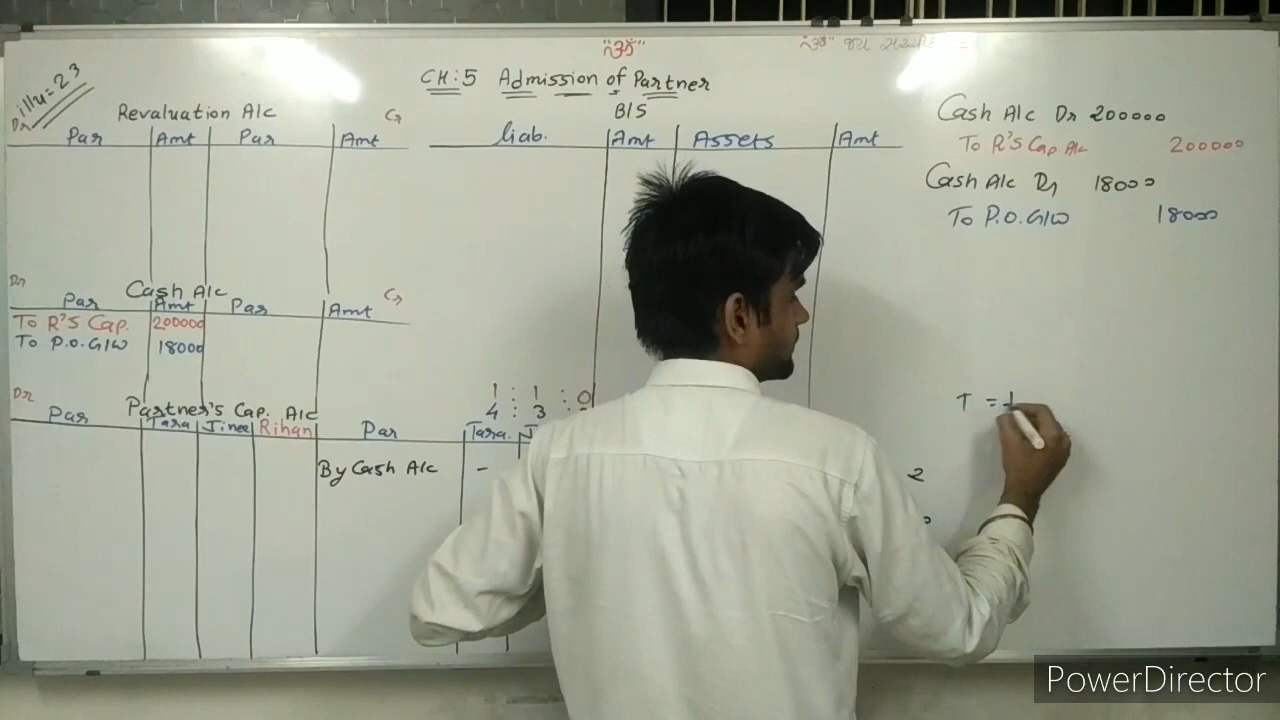 "ૐ"
"ૐ" જય
CH:5 Admission of Partner
illu=23
Dr Revaluation A/c Cr
Par Amt Par Amt
B/S
Liab. Amt Assets Amt
Cash A/c Dr 200000
To R's Cap A/c 200000
Cash A/c Dr 18000
To P.O.G/W 18000
Dr Cash A/c Cr
Par Amt Par Amt
To R's Cap. 200000
To P.O.G/W 18000
1 : 1 : 0
4 : 3 :
Dr Partner's Cap. A/c
Par Tara Jinee Rihan Par Tara. J
By Cash A/c -
T =
2
PowerDirector